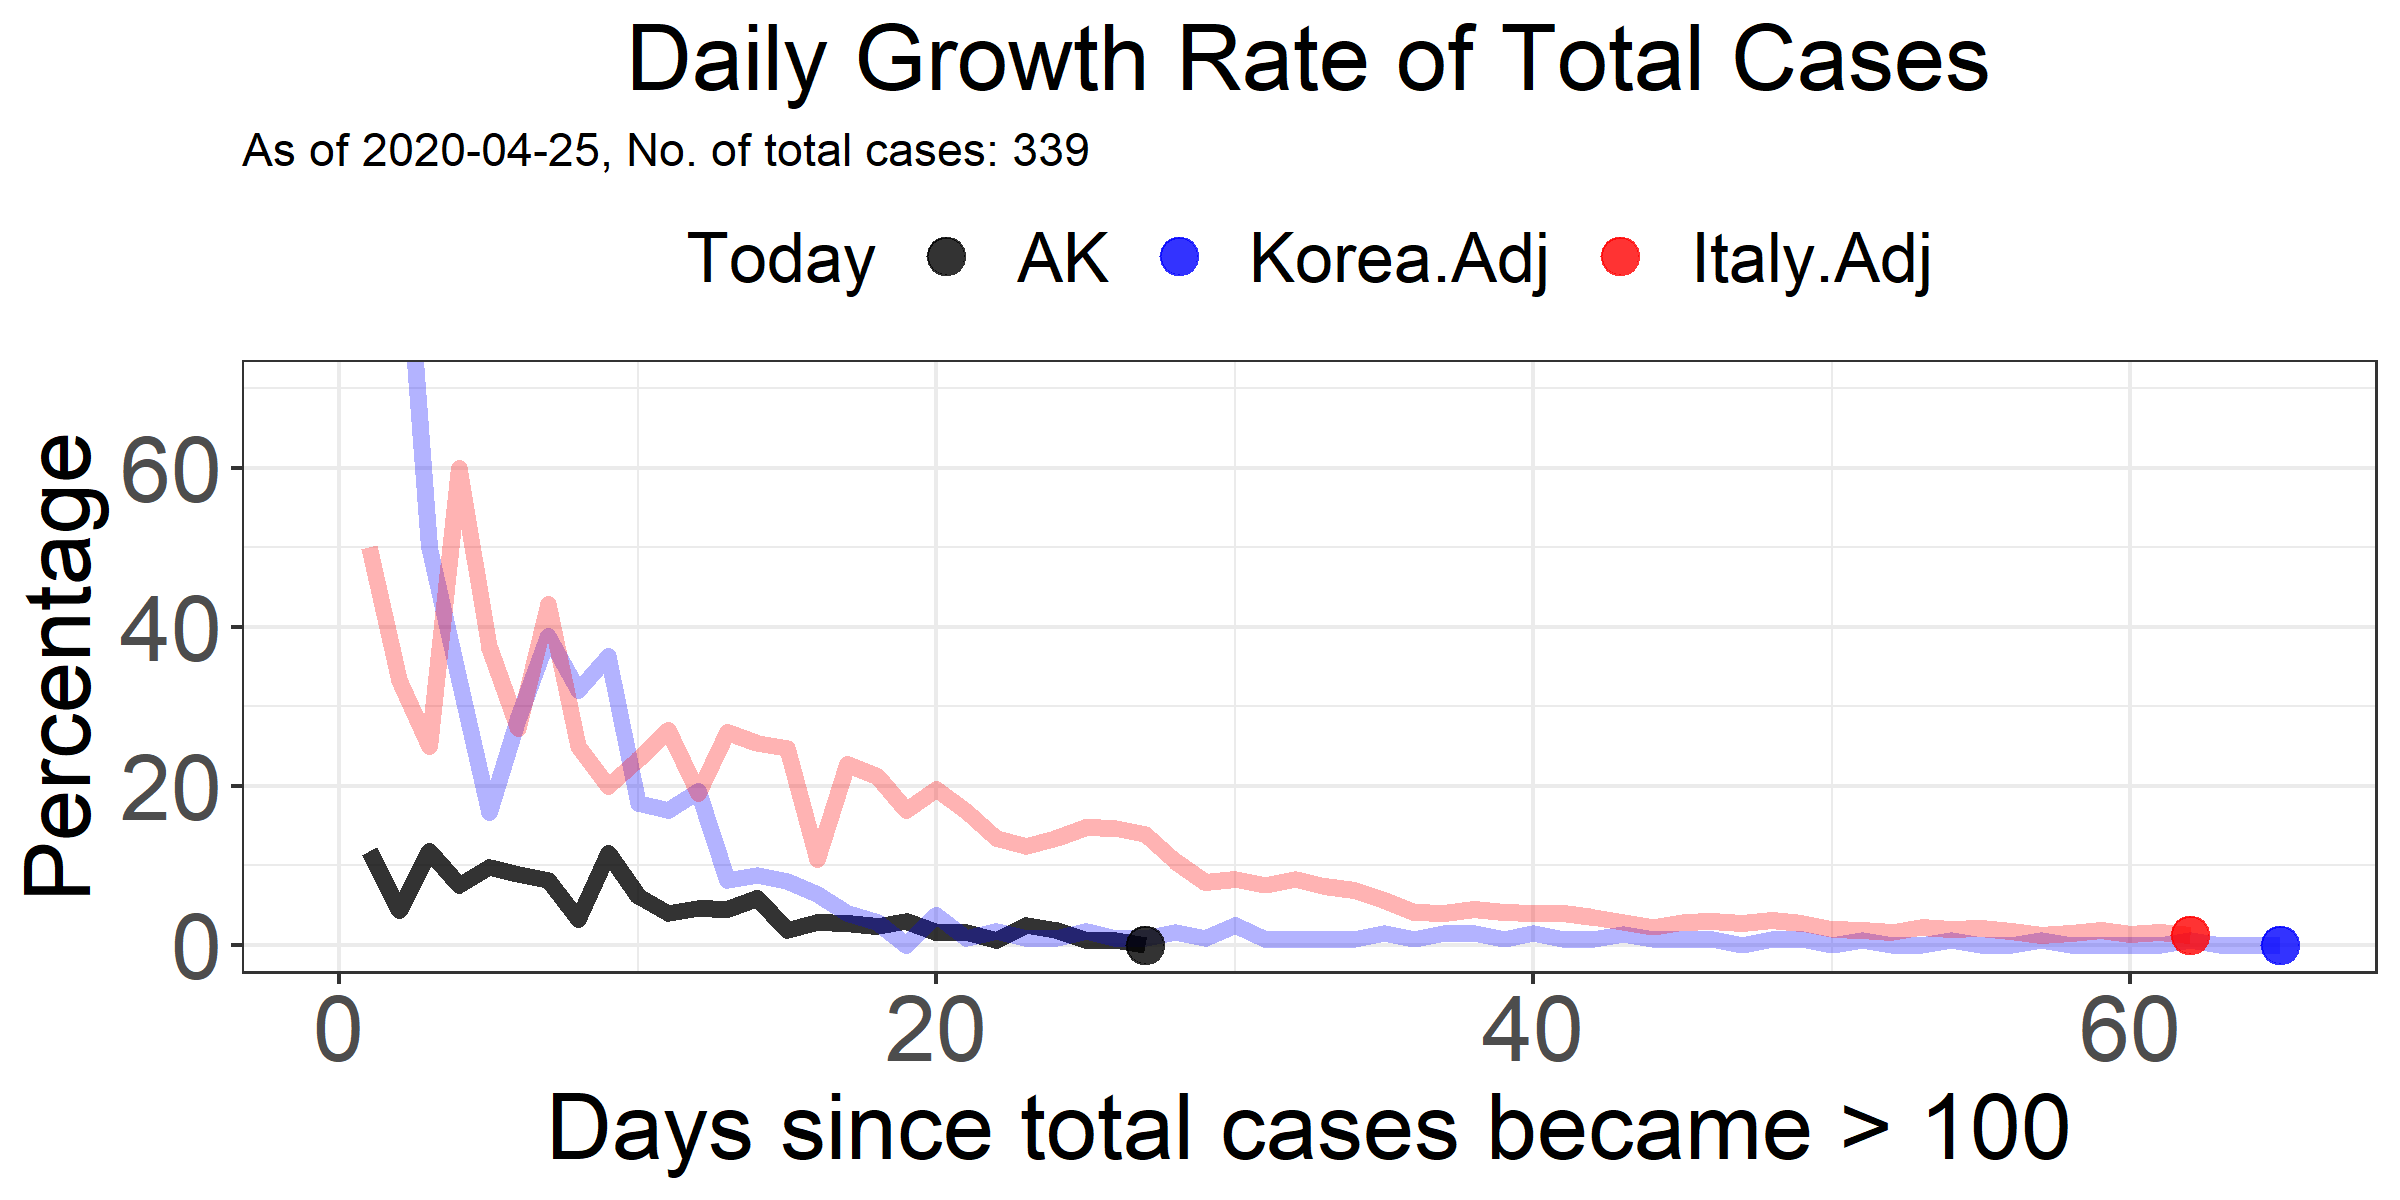 Daily Growth Rate of Total Cases
As of 2020-04-25, No. of total cases: 339
Today AK Korea.Adj Italy.Adj
Percentage
60
40
20
0
0 20 40 60
Days since total cases became > 100